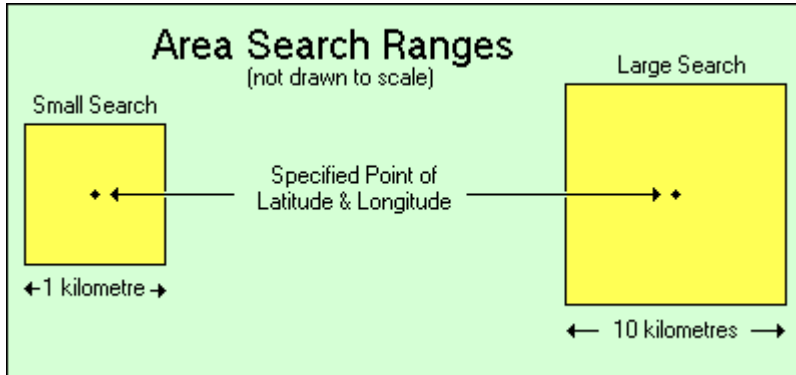 Area Search Ranges
(not drawn to scale)
Large Search
Small Search
Specified Point of
Latitude & Longitude
1 kilometre
10 kilometres